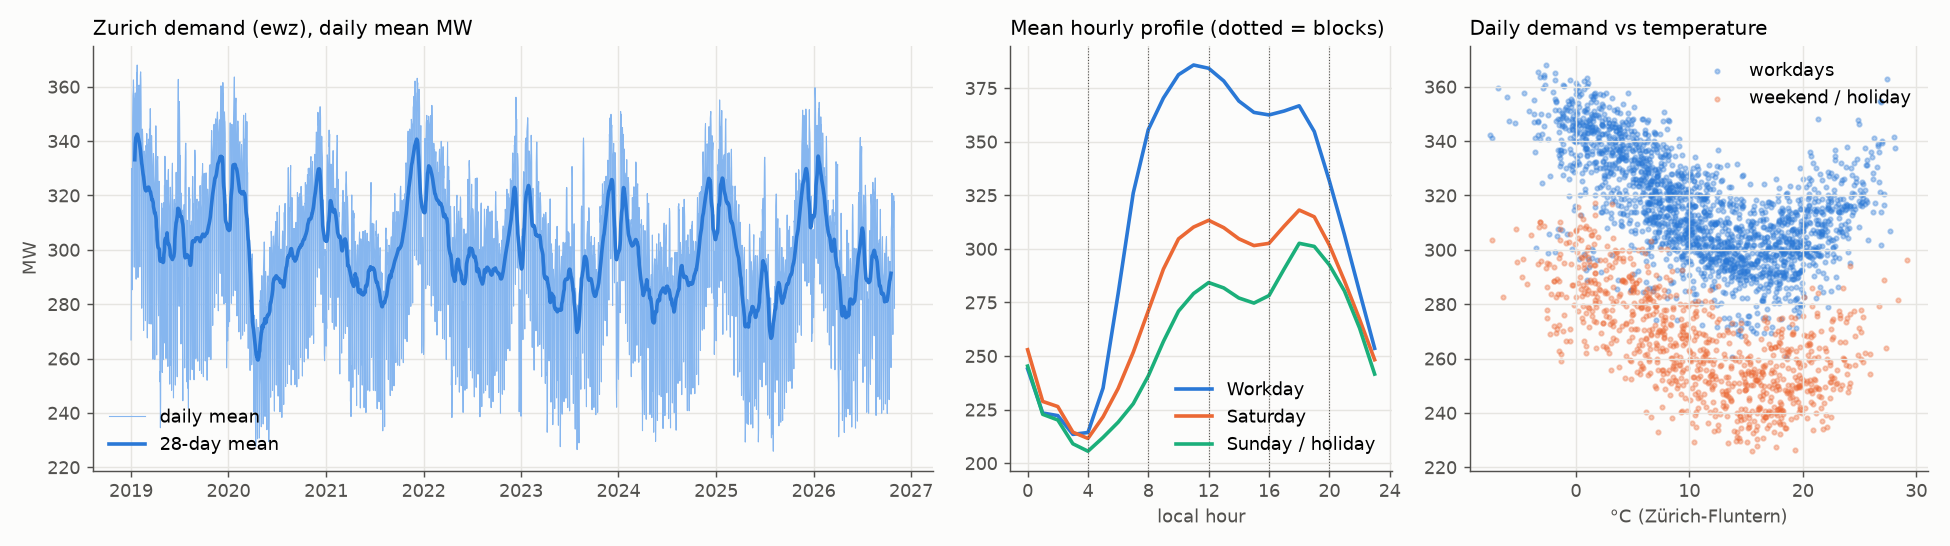 Zurich demand (ewz), daily mean MW
MW
360
340
320
300
280
260
240
220
daily mean
28-day mean
2019 2020 2021 2022 2023 2024 2025 2026 2027
Mean hourly profile (dotted = blocks)
375
350
325
300
275
250
225
200
Workday
Saturday
Sunday / holiday
0 4 8 12 16 20 24
local hour
Daily demand vs temperature
workdays
weekend / holiday
360
340
320
300
280
260
240
220
0 10 20 30
°C (Zürich-Fluntern)